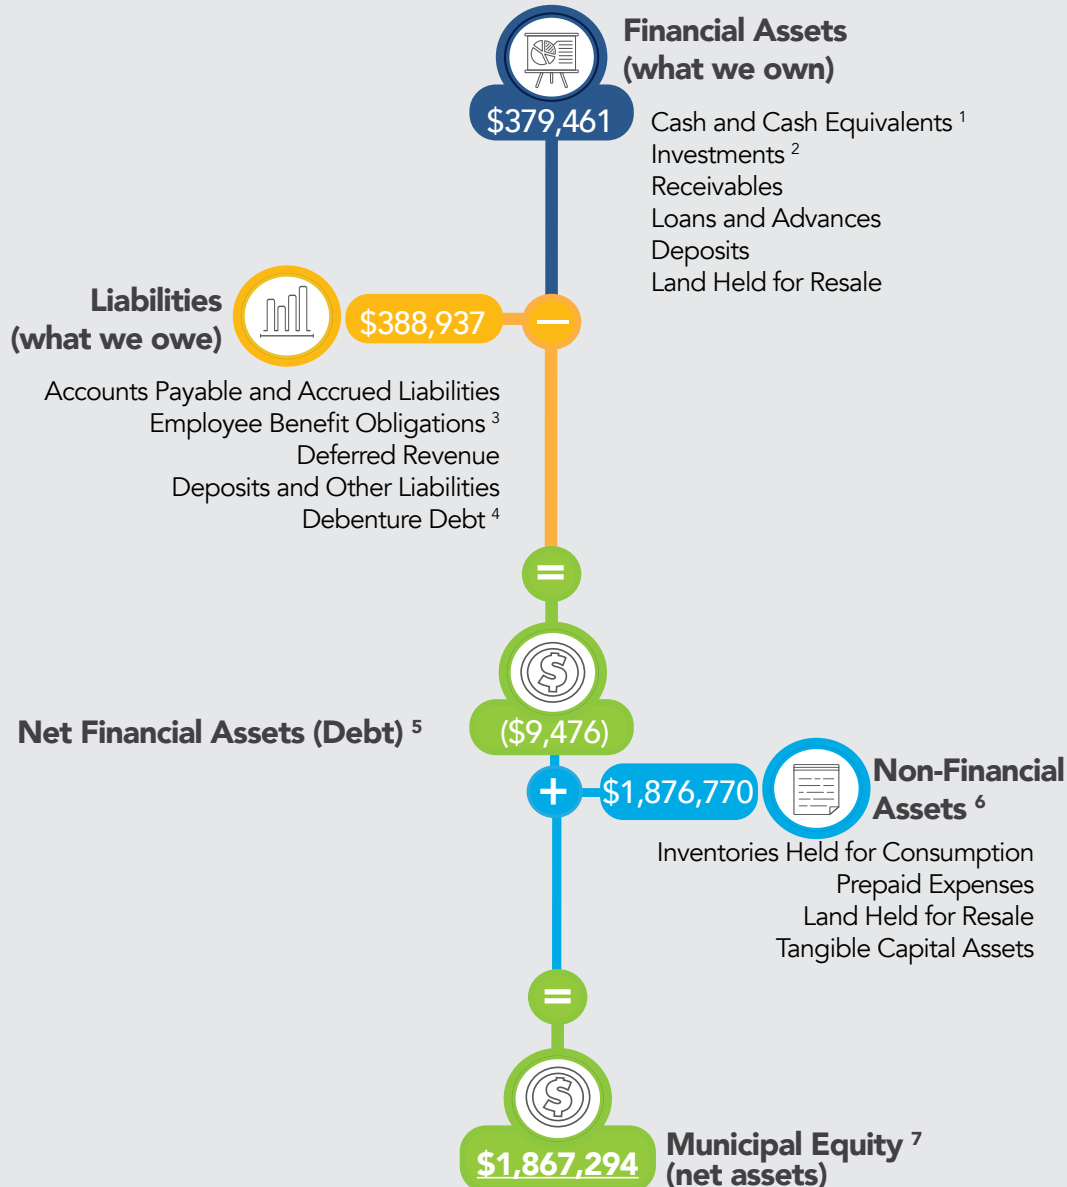 Financial Assets
(what we own)
$379,461
Cash and Cash Equivalents 1
Investments 2
Receivables
Loans and Advances
Deposits
Land Held for Resale
Liabilities
(what we owe)
$388,937
−
Accounts Payable and Accrued Liabilities
Employee Benefit Obligations 3
Deferred Revenue
Deposits and Other Liabilities
Debenture Debt 4
=
$
Net Financial Assets (Debt) 5
($9,476)
+
$1,876,770
Non-Financial
Assets 6
Inventories Held for Consumption
Prepaid Expenses
Land Held for Resale
Tangible Capital Assets
=
$
$1,867,294
Municipal Equity 7
(net assets)